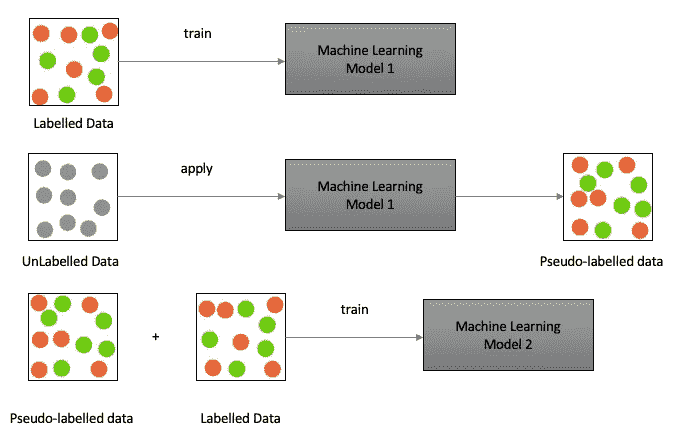 train
Machine Learning
Model 1
Labelled Data
apply
Machine Learning
Model 1
UnLabelled Data
Pseudo-labelled data
+
train
Machine Learning
Model 2
Pseudo-labelled data
Labelled Data